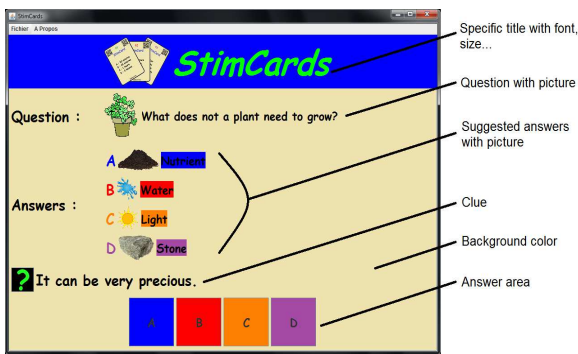 StimCards
Fichier A Propos
StimCards
Specific title with font,
size...
Question : What does not a plant need to grow?
Question with picture
Answers :
A Nutrient
B Water
C Light
D Stone
Suggested answers
with picture
? It can be very precious.
Clue
Background color
A B C D
Answer area